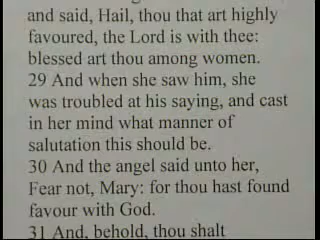 and said, Hail, thou that art highly
favoured, the Lord is with thee:
blessed art thou among women.
29 And when she saw him, she
was troubled at his saying, and cast
in her mind what manner of
salutation this should be.
30 And the angel said unto her,
Fear not, Mary: for thou hast found
favour with God.
31 And, behold, thou shalt